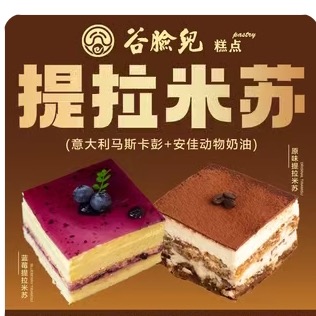 谷脸儿 糕点
pastry
提拉米苏
(意大利马斯卡彭+安佳动物奶油)
原味提拉米苏
蓝莓提拉米苏